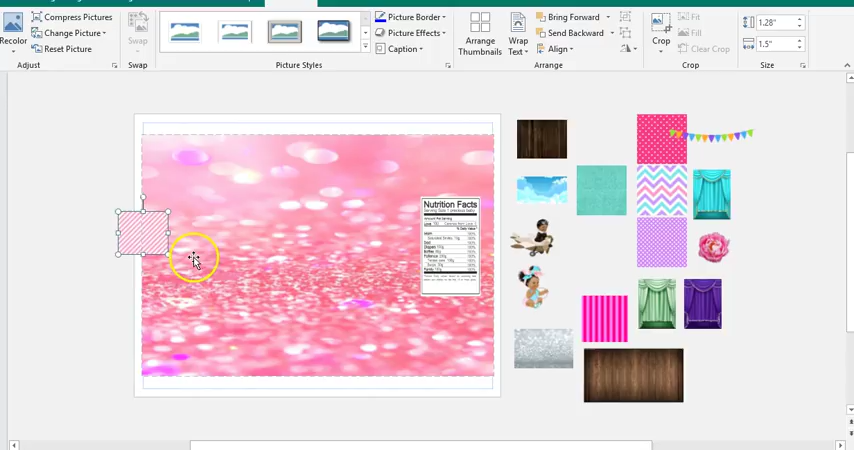 Compress Pictures
Change Picture
Reset Picture
Recolor
Adjust
Swap
Swap
Picture Styles
Picture Border
Picture Effects
Caption
Arrange
Thumbnails
Wrap
Text
Bring Forward
Send Backward
Align
Arrange
Crop
Fit
Fill
Clear Crop
Crop
1.28"
1.5"
Size
Nutrition Facts